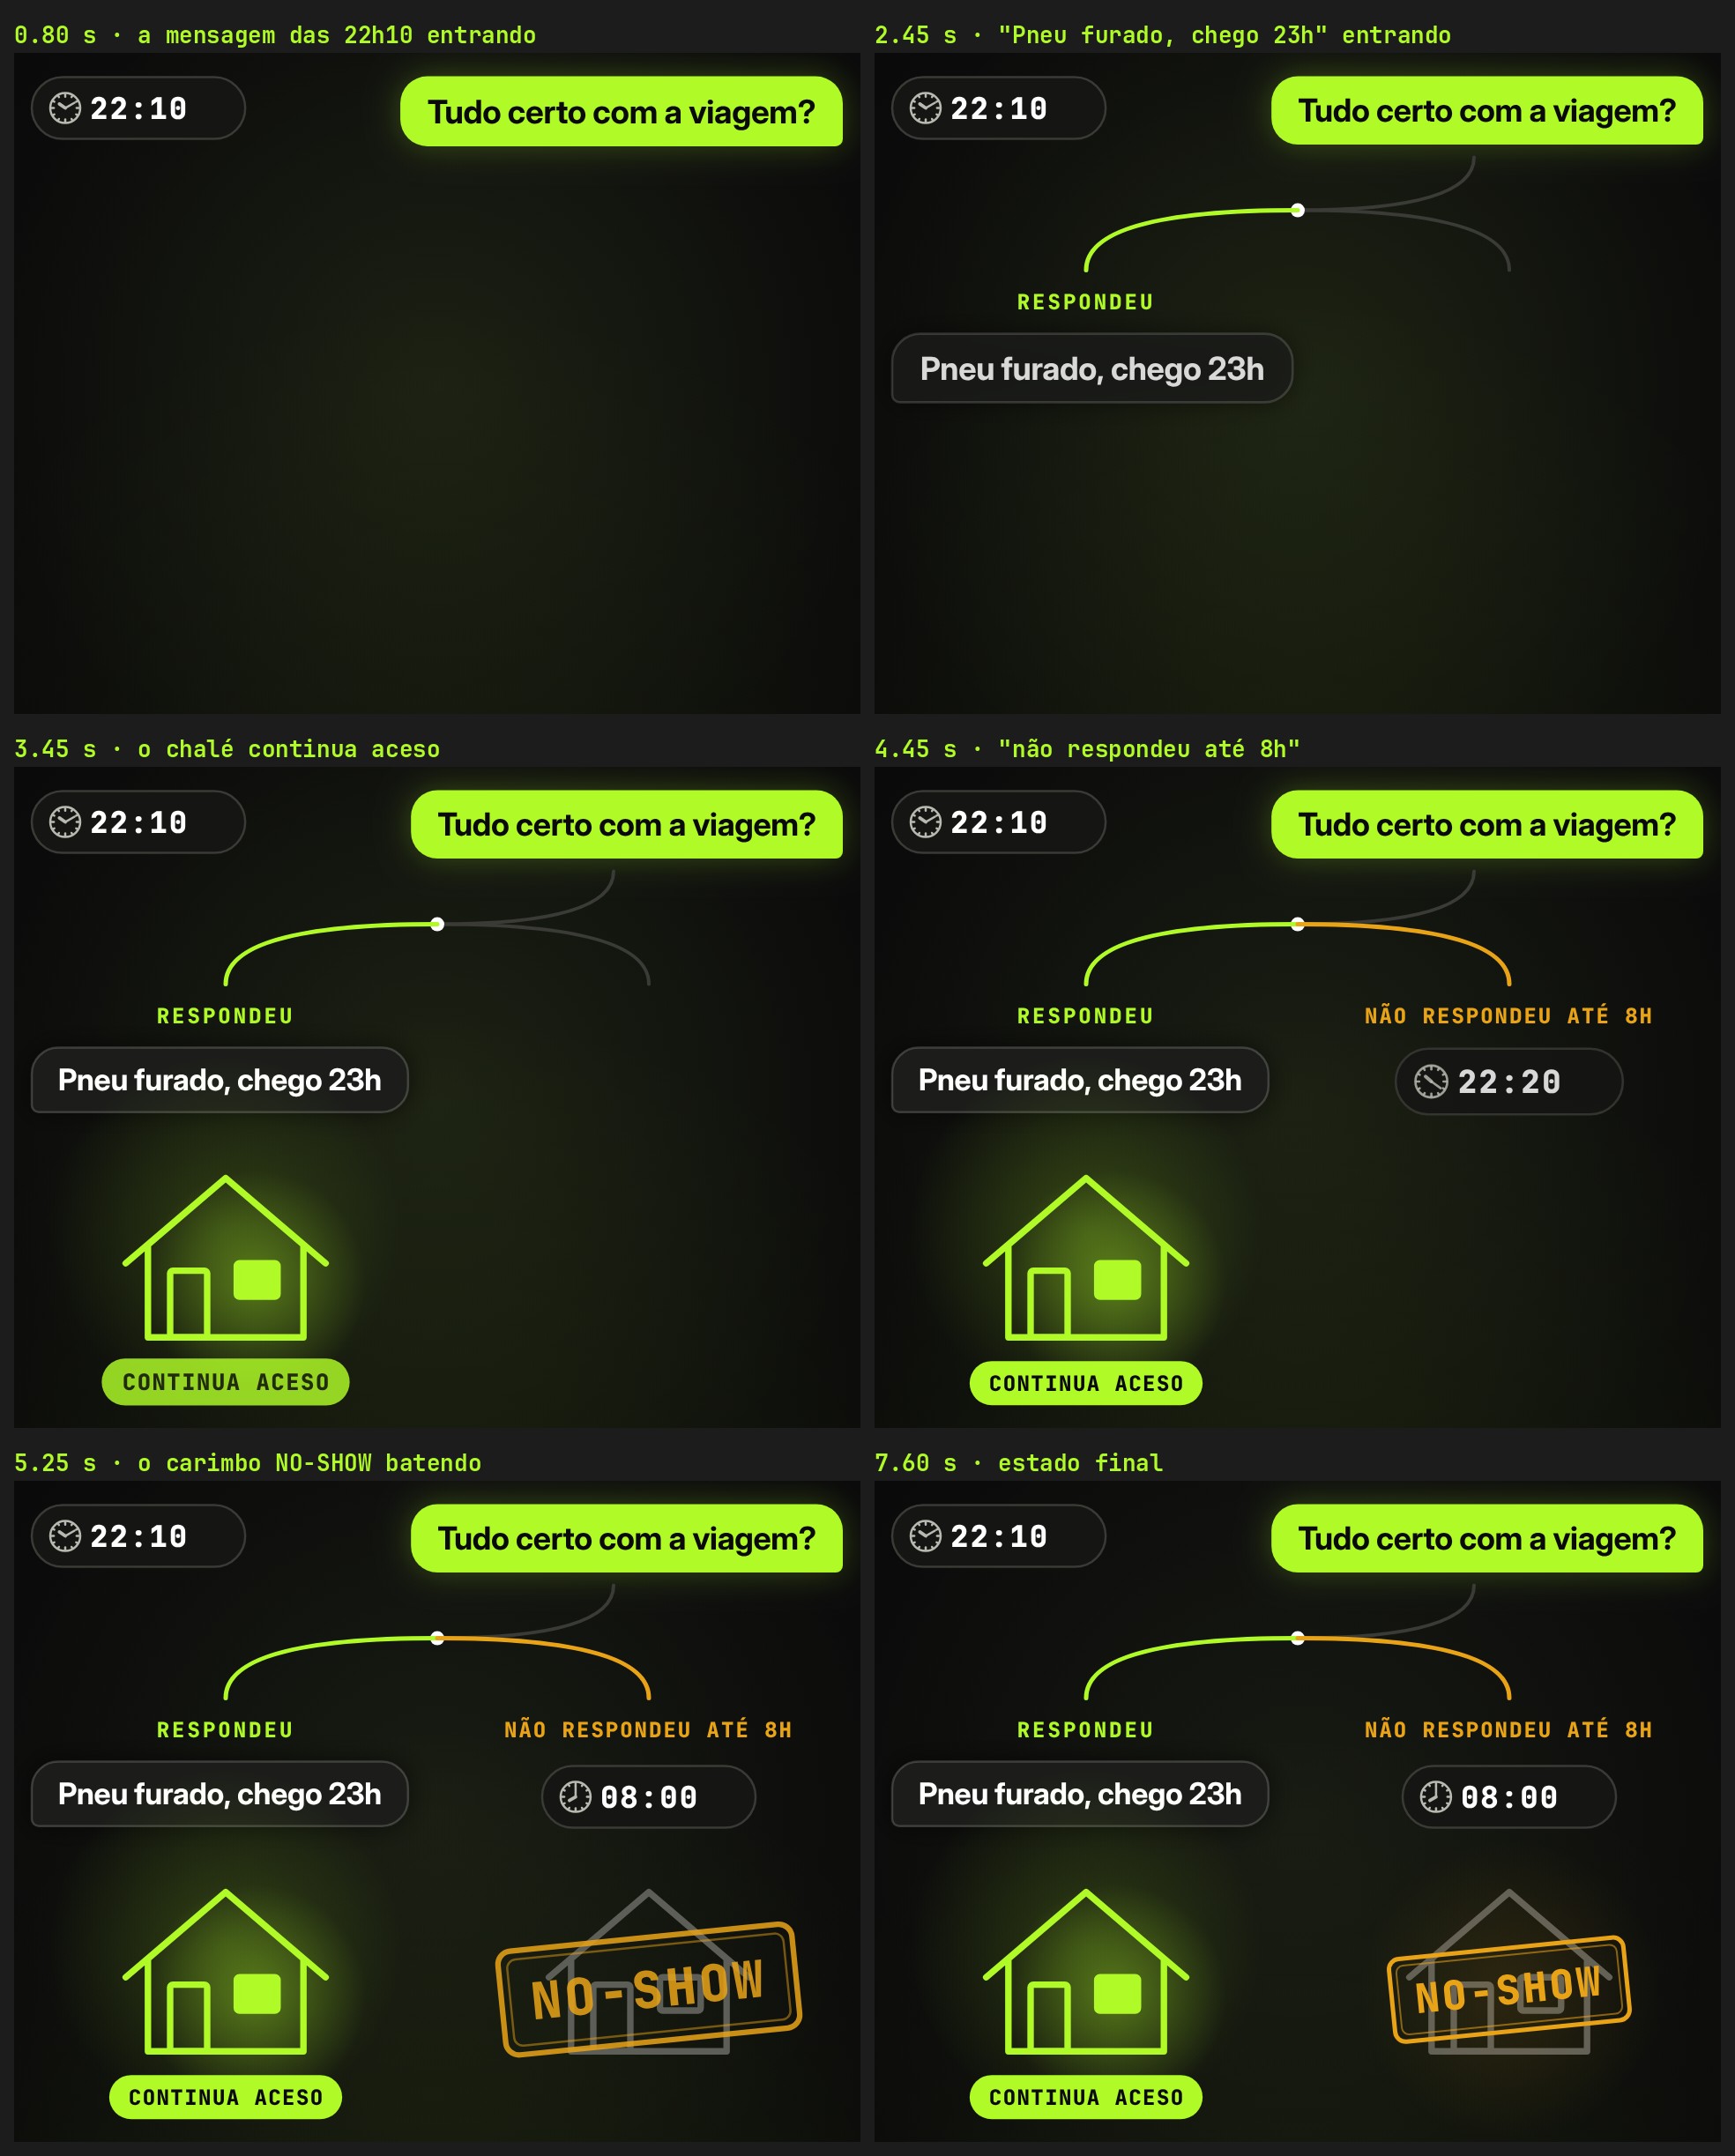 0.80 s · a mensagem das 22h10 entrando
22:10
Tudo certo com a viagem?
2.45 s · "Pneu furado, chego 23h" entrando
22:10
Tudo certo com a viagem?
RESPONDEU
Pneu furado, chego 23h
3.45 s · o chalé continua aceso
22:10
Tudo certo com a viagem?
RESPONDEU
Pneu furado, chego 23h
CONTINUA ACESO
4.45 s · "não respondeu até 8h"
22:10
Tudo certo com a viagem?
RESPONDEU
NÃO RESPONDEU ATÉ 8H
Pneu furado, chego 23h
22:20
CONTINUA ACESO
5.25 s · o carimbo NO-SHOW batendo
22:10
Tudo certo com a viagem?
RESPONDEU
NÃO RESPONDEU ATÉ 8H
Pneu furado, chego 23h
08:00
NO-SHOW
CONTINUA ACESO
7.60 s · estado final
22:10
Tudo certo com a viagem?
RESPONDEU
NÃO RESPONDEU ATÉ 8H
Pneu furado, chego 23h
08:00
NO-SHOW
CONTINUA ACESO